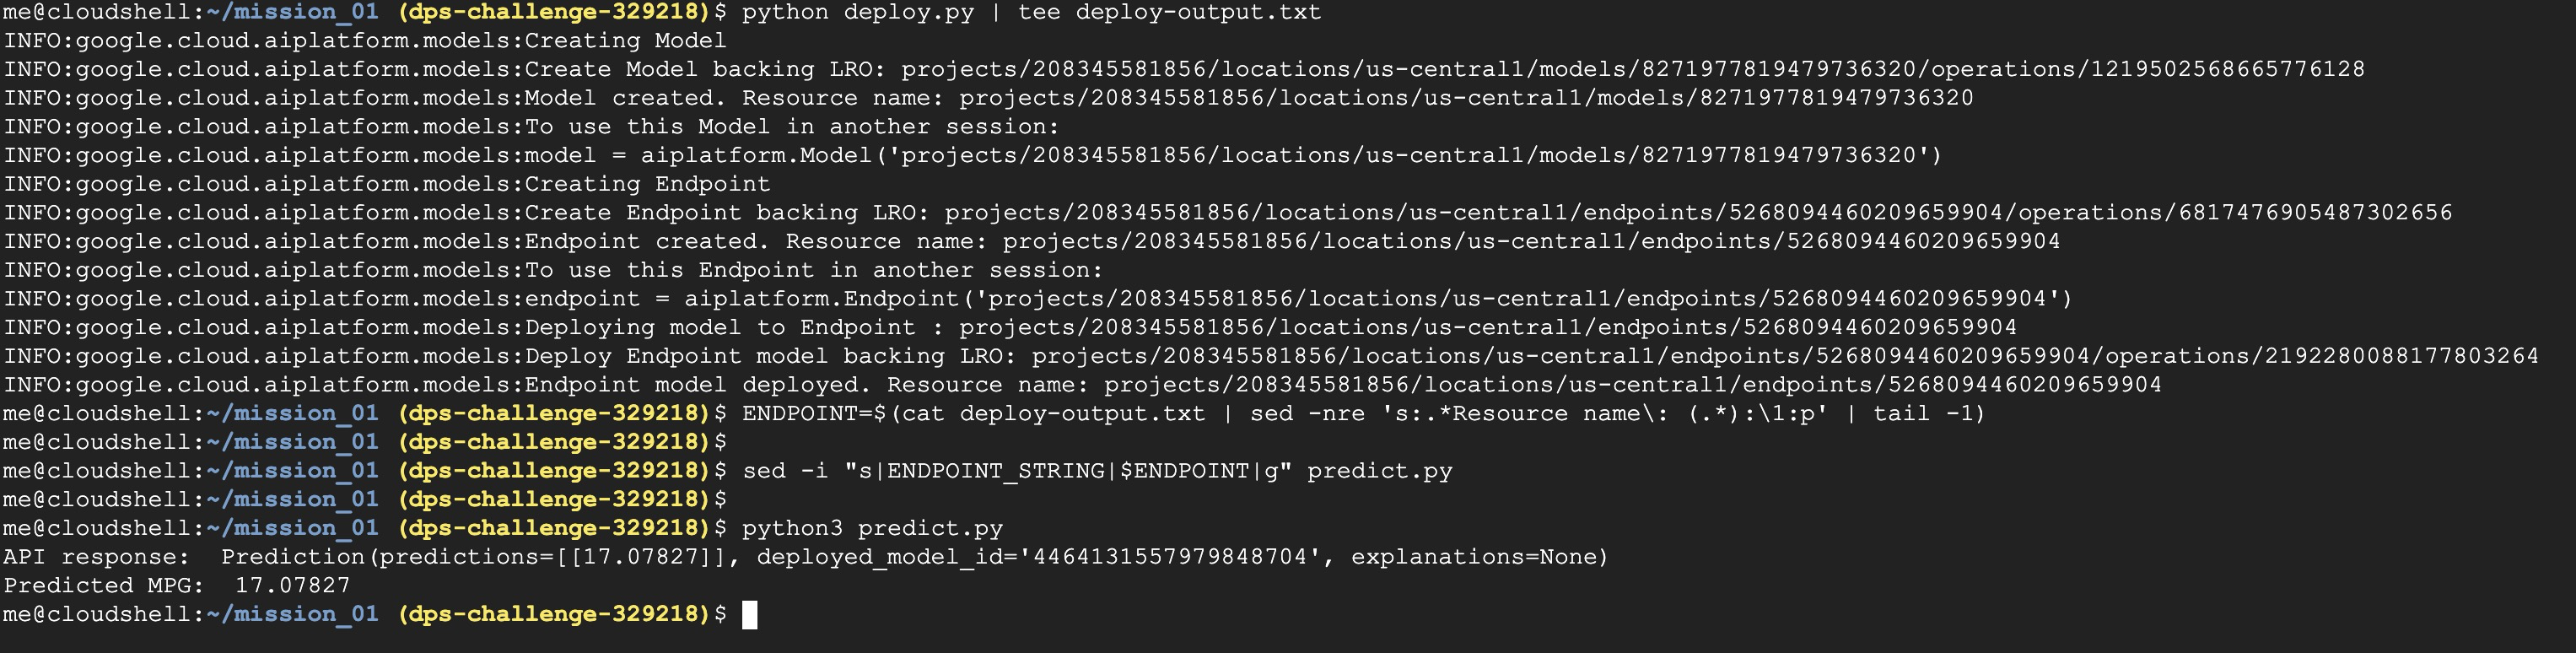 me@cloudshell:~/mission_01 (dps-challenge-329218)$ python deploy.py | tee deploy-output.txt
INFO:google.cloud.aiplatform.models:Creating Model
INFO:google.cloud.aiplatform.models:Create Model backing LRO: projects/208345581856/locations/us-central1/models/8271977819479736320/operations/1219502568665776128
INFO:google.cloud.aiplatform.models:Model created. Resource name: projects/208345581856/locations/us-central1/models/8271977819479736320
INFO:google.cloud.aiplatform.models:To use this Model in another session:
INFO:google.cloud.aiplatform.models:model = aiplatform.Model('projects/208345581856/locations/us-central1/models/8271977819479736320')
INFO:google.cloud.aiplatform.models:Creating Endpoint
INFO:google.cloud.aiplatform.models:Create Endpoint backing LRO: projects/208345581856/locations/us-central1/endpoints/5268094460209659904/operations/6817476905487302656
INFO:google.cloud.aiplatform.models:Endpoint created. Resource name: projects/208345581856/locations/us-central1/endpoints/5268094460209659904
INFO:google.cloud.aiplatform.models:To use this Endpoint in another session:
INFO:google.cloud.aiplatform.models:endpoint = aiplatform.Endpoint('projects/208345581856/locations/us-central1/endpoints/5268094460209659904')
INFO:google.cloud.aiplatform.models:Deploying model to Endpoint : projects/208345581856/locations/us-central1/endpoints/5268094460209659904
INFO:google.cloud.aiplatform.models:Deploy Endpoint model backing LRO: projects/208345581856/locations/us-central1/endpoints/5268094460209659904/operations/2192280088177803264
INFO:google.cloud.aiplatform.models:Endpoint model deployed. Resource name: projects/208345581856/locations/us-central1/endpoints/5268094460209659904
me@cloudshell:~/mission_01 (dps-challenge-329218)$ ENDPOINT=$(cat deploy-output.txt | sed -nre 's:.*Resource name\: (.*):\1:p' | tail -1)
me@cloudshell:~/mission_01 (dps-challenge-329218)$
me@cloudshell:~/mission_01 (dps-challenge-329218)$ sed -i "s|ENDPOINT_STRING|$ENDPOINT|g" predict.py
me@cloudshell:~/mission_01 (dps-challenge-329218)$
me@cloudshell:~/mission_01 (dps-challenge-329218)$ python3 predict.py
API response:  Prediction(predictions=[[17.07827]], deployed_model_id='4464131557979848704', explanations=None)
Predicted MPG:  17.07827
me@cloudshell:~/mission_01 (dps-challenge-329218)$